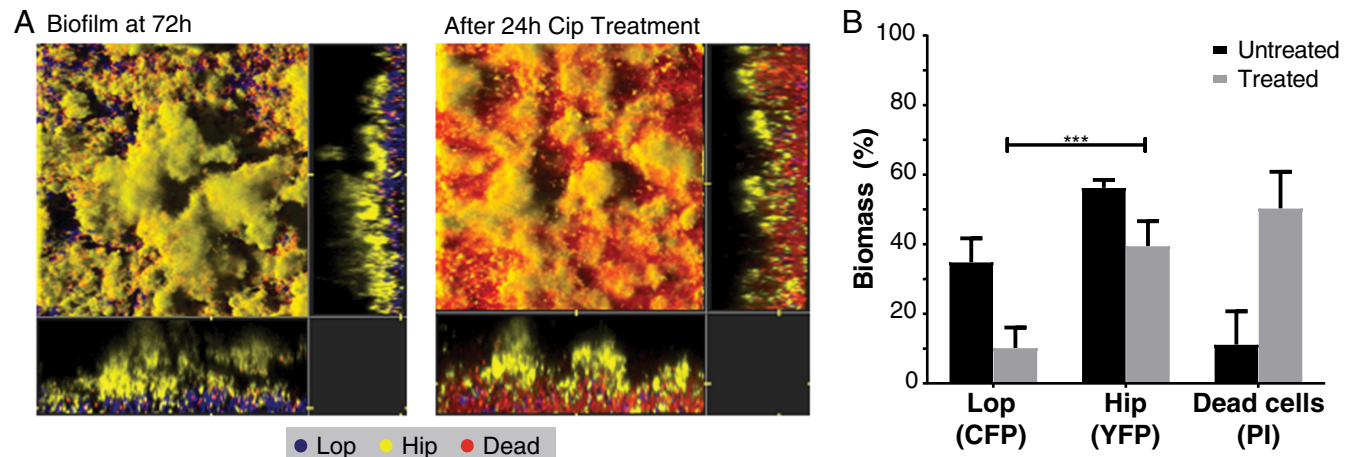 A Biofilm at 72h
After 24h Cip Treatment
Lop Hip Dead
B
Untreated
Treated
100
80
60
40
20
0
Biomass (%)
***
Lop
(CFP)
Hip
(YFP)
Dead cells
(PI)